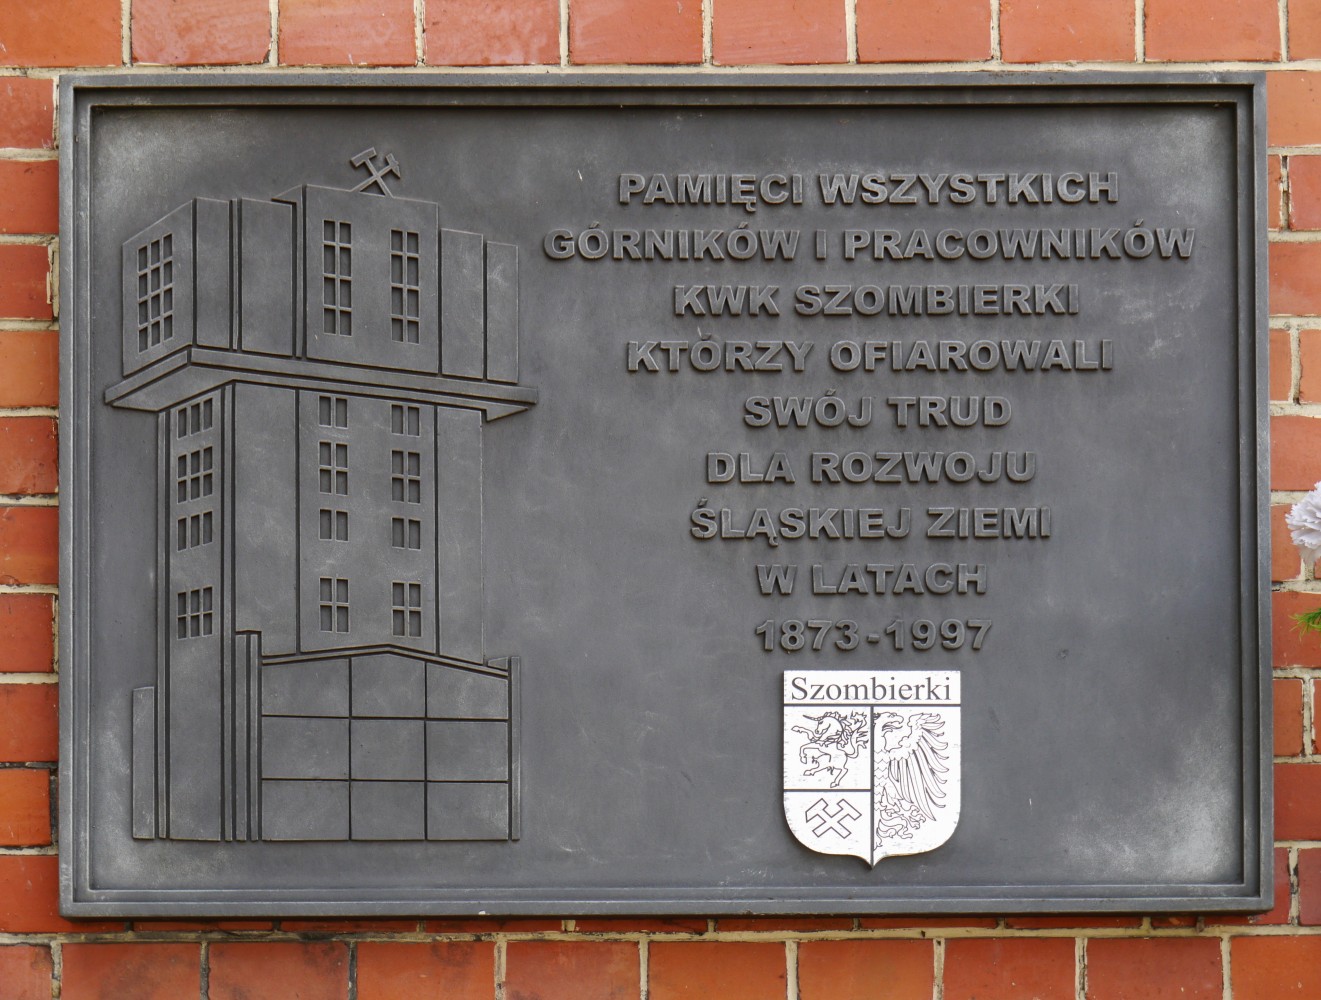 PAMIĘCI WSZYSTKICH
GÓRNIKÓW I PRACOWNIKÓW
KWK SZOMBIERKI
KTÓRZY OFIAROWALI
SWÓJ TRUD
DLA ROZWOJU
ŚLĄSKIEJ ZIEMI
W LATACH
1873-1997
Szombierki